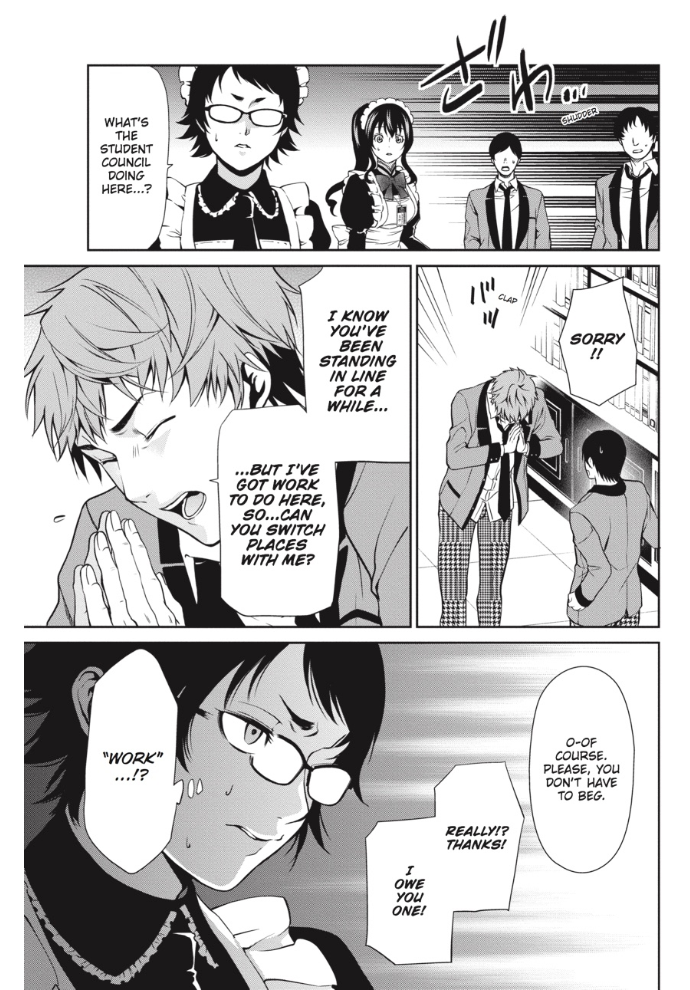 ざわ...
SHUDDER
WHAT'S
THE
STUDENT
COUNCIL
DOING
HERE...?
SORRY
!!
バッ
CLAP
I KNOW
YOU'VE
BEEN
STANDING
IN LINE
FOR A
WHILE...
...BUT I'VE
GOT WORK
TO DO HERE,
SO...CAN
YOU SWITCH
PLACES
WITH ME?
O-OF
COURSE.
PLEASE, YOU
DON'T HAVE
TO BEG.
REALLY!?
THANKS!
I
OWE
YOU
ONE!
"WORK"
...!?